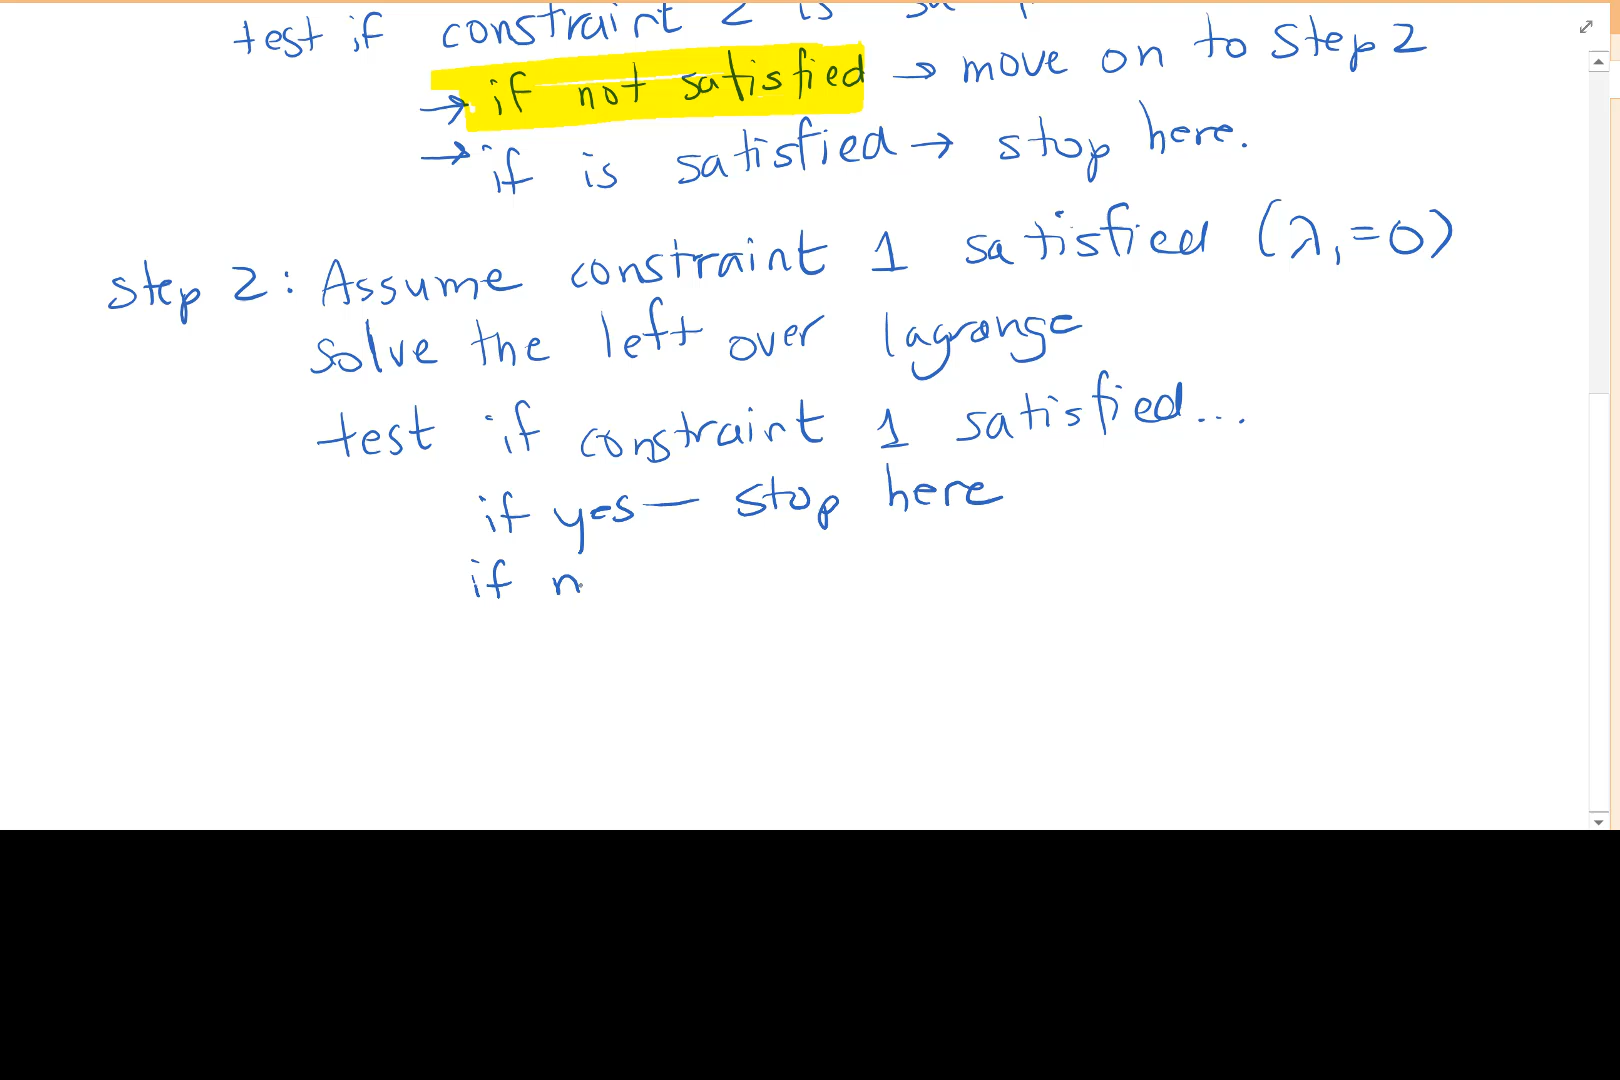 test if constraint 2 is
→ if not satisfied → move on to Step 2
→ if is satisfied → stop here.
step 2: Assume constraint 1 satisfied (λ₁=0)
solve the left over lagrange
test if constraint 1 satisfied...
if yes — stop here
if n